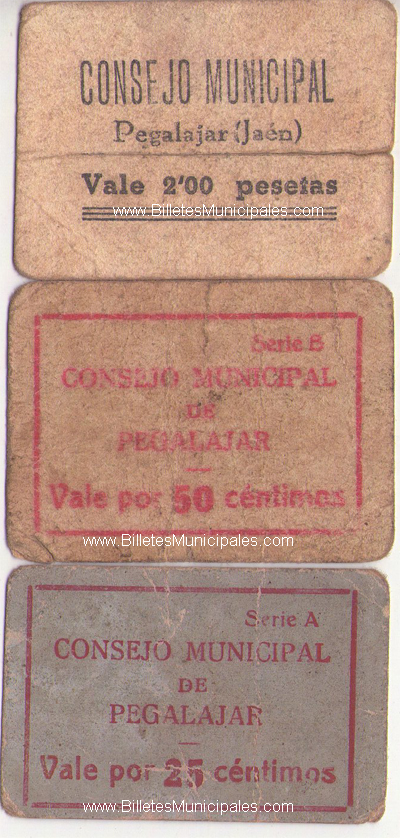 CONSEJO MUNICIPAL
Pegalajar (Jaén)
Vale 2'00 pesetas
www.BilletesMunicipales.com
Serie B
CONSEJO MUNICIPAL
DE
PEGALAJAR
Vale por 50 céntimos
www.BilletesMunicipales.com
Serie A
CONSEJO MUNICIPAL
DE
PEGALAJAR
Vale por 25 céntimos
www.BilletesMunicipales.com